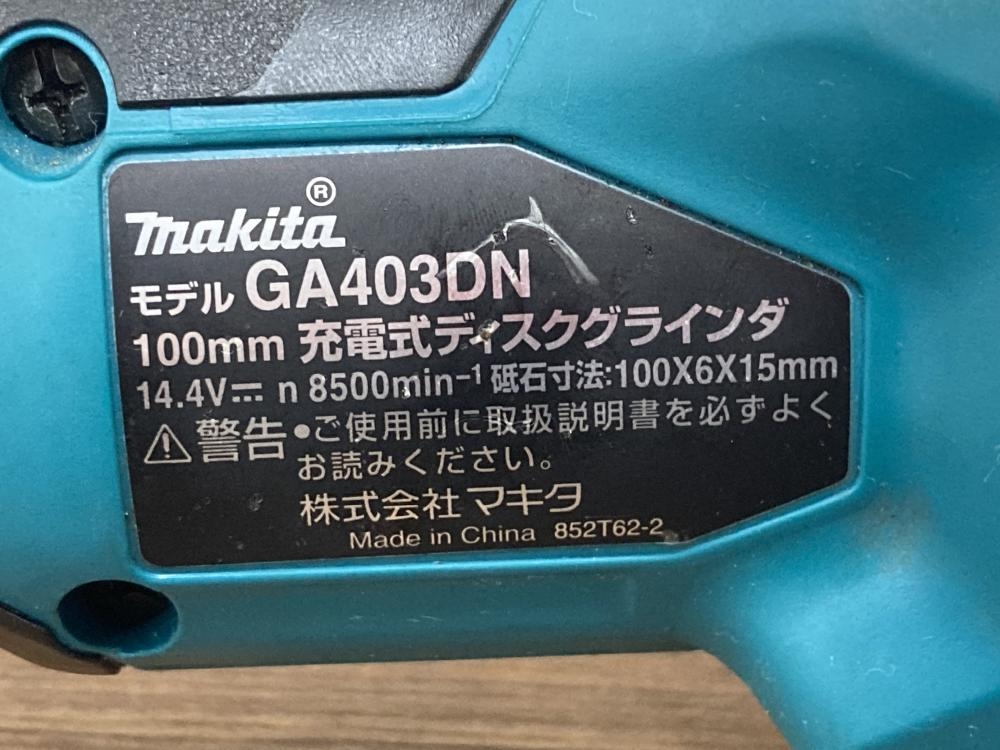 makita®
モデル GA403DN
100mm 充電式ディスクグラインダ
14.4V⎓ n 8500min⁻¹ 砥石寸法:100X6X15mm
⚠警告 •ご使用前に取扱説明書を必ずよく
お読みください。
株式会社マキタ
Made in China 852T62-2